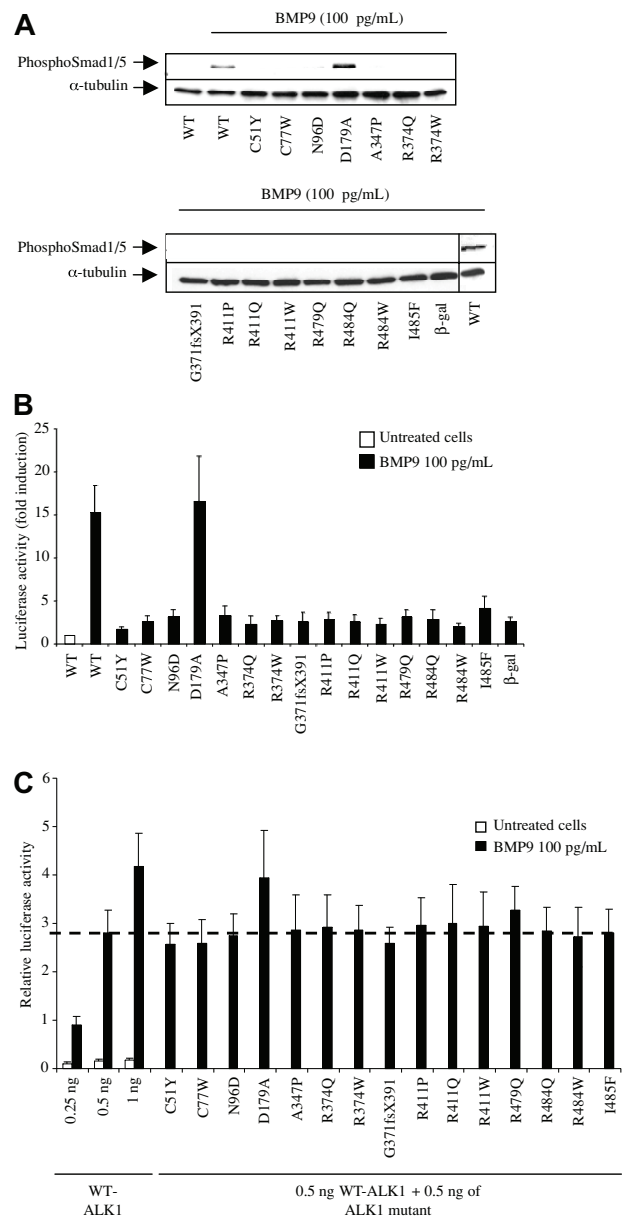 A
BMP9 (100 pg/mL)
PhosphoSmad1/5
α-tubulin
WT
WT
C51Y
C77W
N96D
D179A
A347P
R374Q
R374W
BMP9 (100 pg/mL)
PhosphoSmad1/5
α-tubulin
G371fsX391
R411P
R411Q
R411W
R479Q
R484Q
R484W
I485F
β-gal
WT
B
Luciferase activity (fold induction)
25
20
15
10
5
0
Untreated cells
BMP9 100 pg/mL
WT
WT
C51Y
C77W
N96D
D179A
A347P
R374Q
R374W
G371fsX391
R411P
R411Q
R411W
R479Q
R484Q
R484W
I485F
β-gal
C
Relative luciferase activity
6
5
4
3
2
1
0
Untreated cells
BMP9 100 pg/mL
0.25 ng
0.5 ng
1 ng
C51Y
C77W
N96D
D179A
A347P
R374Q
R374W
G371fsX391
R411P
R411Q
R411W
R479Q
R484Q
R484W
I485F
WT-
ALK1
0.5 ng WT-ALK1 + 0.5 ng of
ALK1 mutant